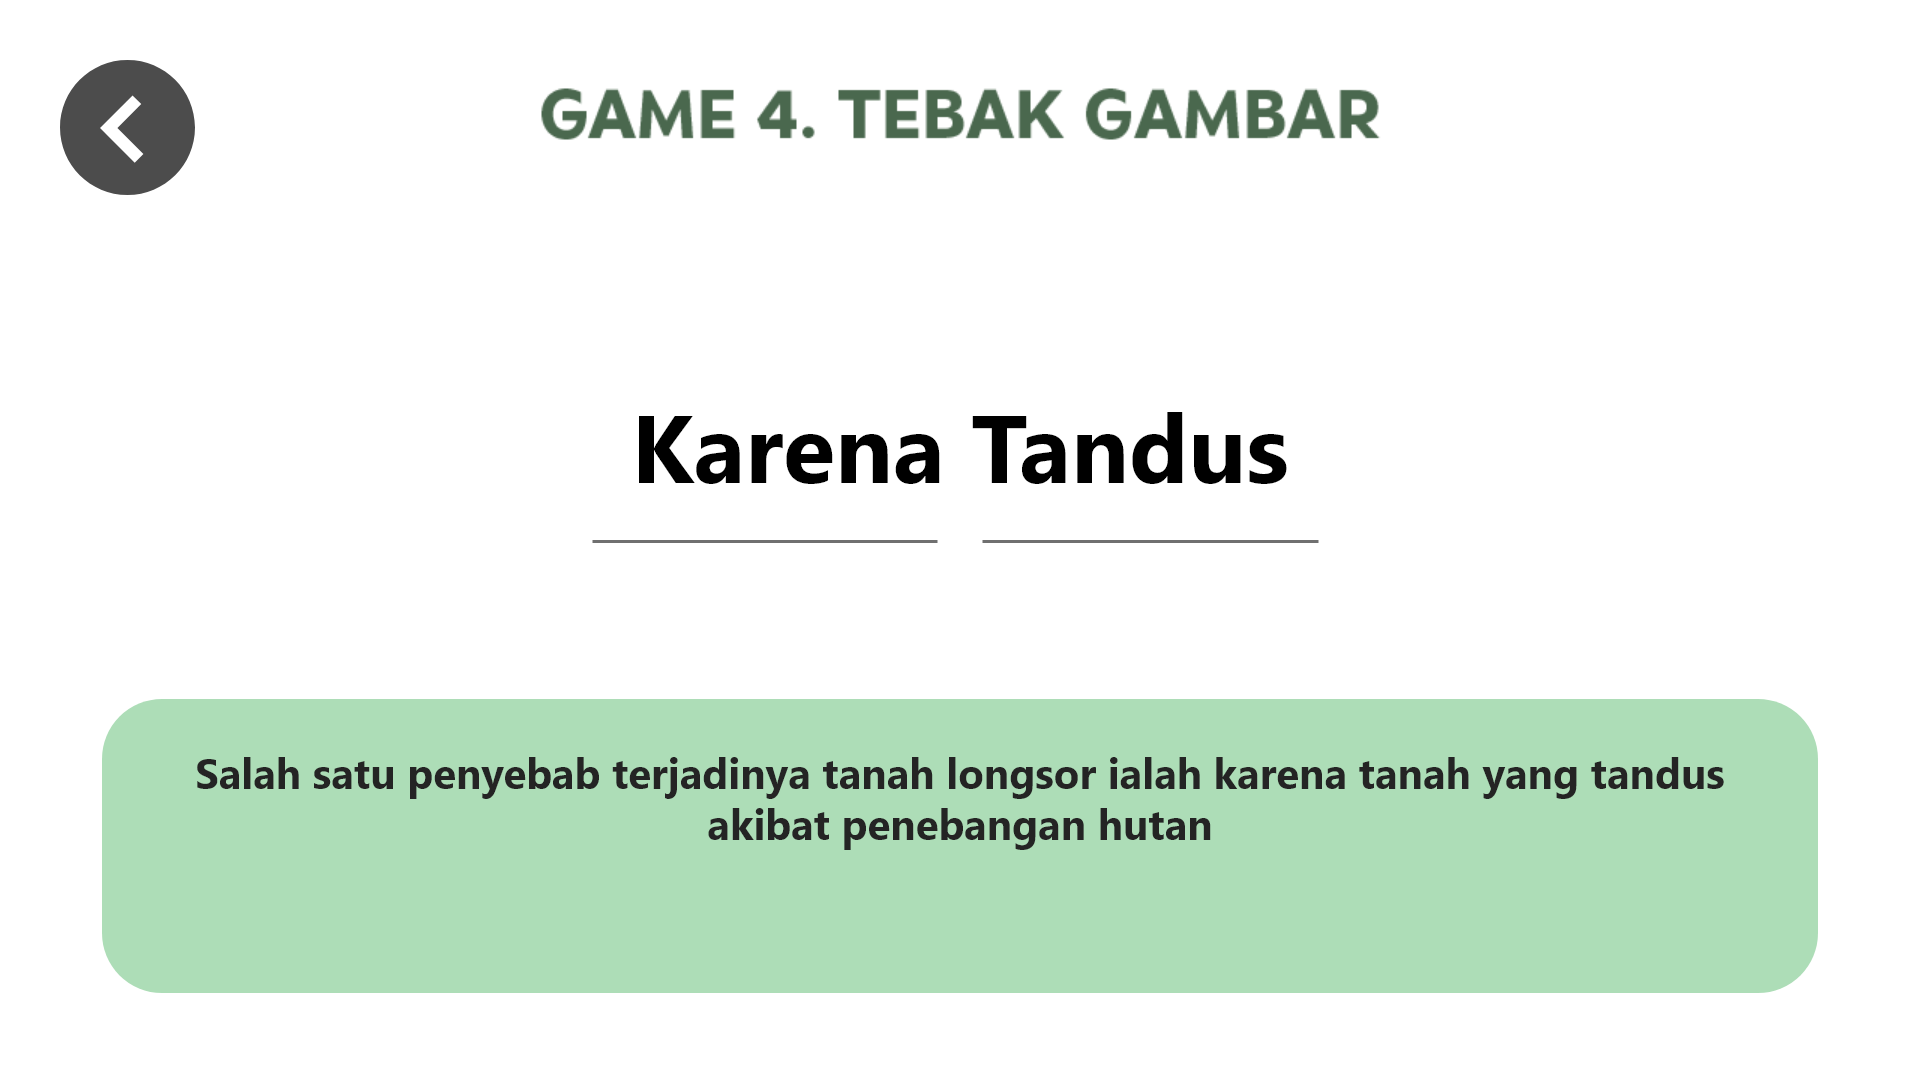 GAME 4. TEBAK GAMBAR
Karena Tandus
Salah satu penyebab terjadinya tanah longsor ialah karena tanah yang tandus
akibat penebangan hutan